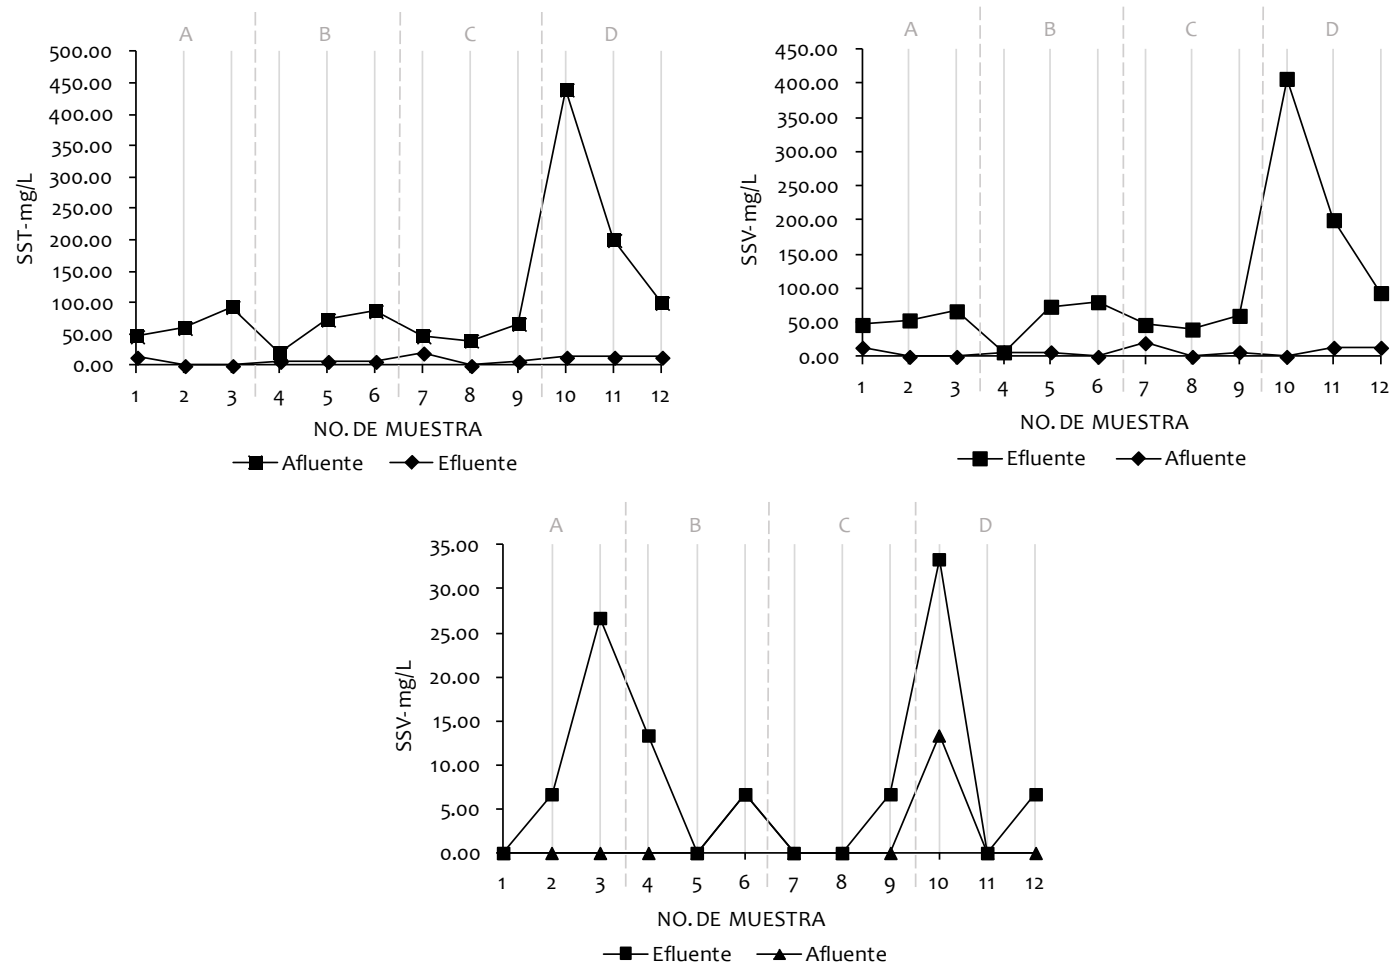 A B C D
500.00
450.00
400.00
350.00
300.00
250.00
200.00
150.00
100.00
50.00
0.00
SST-mg/L
1 2 3 4 5 6 7 8 9 10 11 12
NO. DE MUESTRA
Afluente Efluente
A B C D
450.00
400.00
350.00
300.00
250.00
200.00
150.00
100.00
50.00
0.00
SSV-mg/L
1 2 3 4 5 6 7 8 9 10 11 12
NO. DE MUESTRA
Efluente Afluente
A B C D
35.00
30.00
25.00
20.00
15.00
10.00
5.00
0.00
SSV-mg/L
1 2 3 4 5 6 7 8 9 10 11 12
NO. DE MUESTRA
Efluente Afluente